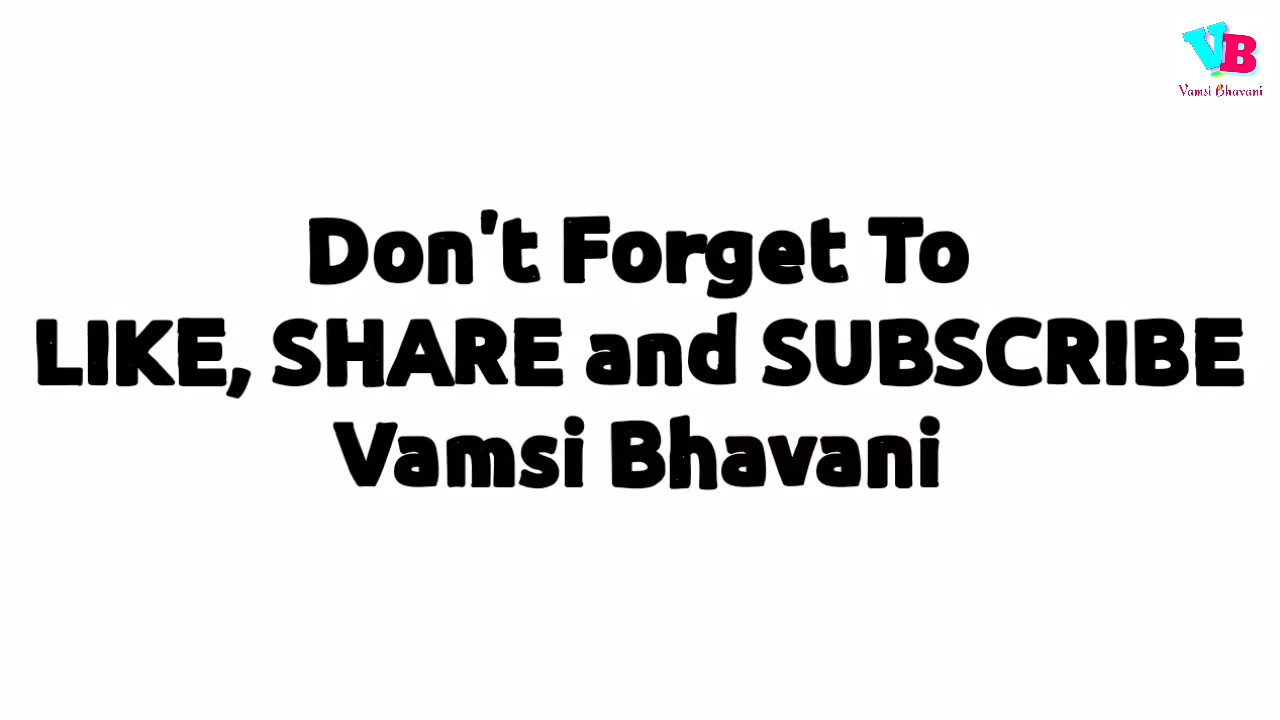 VB
Vamsi Bhavani
Don't Forget To
LIKE, SHARE and SUBSCRIBE
Vamsi Bhavani